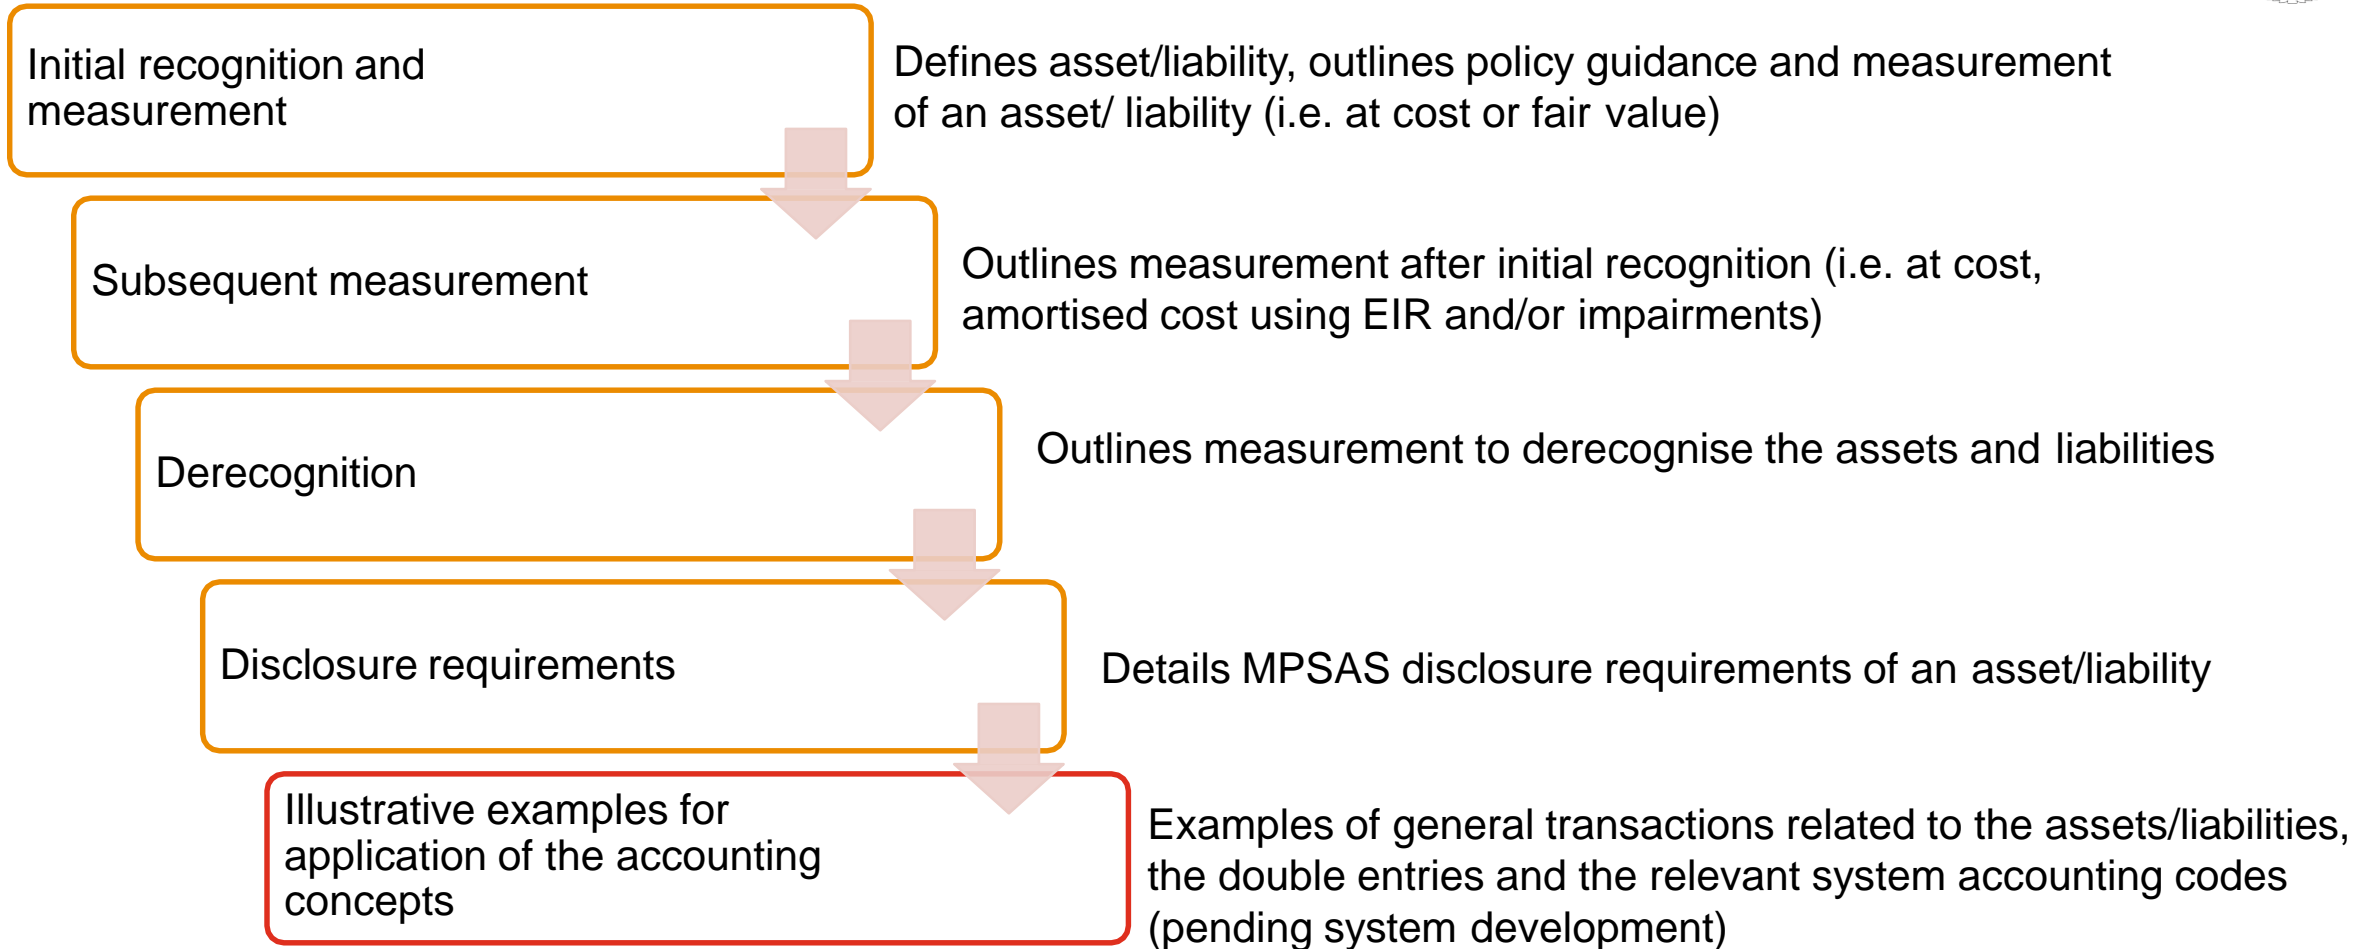 Initial recognition and
measurement
Defines asset/liability, outlines policy guidance and measurement
of an asset/ liability (i.e. at cost or fair value)
Subsequent measurement
Outlines measurement after initial recognition (i.e. at cost,
amortised cost using EIR and/or impairments)
Derecognition
Outlines measurement to derecognise the assets and liabilities
Disclosure requirements
Details MPSAS disclosure requirements of an asset/liability
Illustrative examples for
application of the accounting
concepts
Examples of general transactions related to the assets/liabilities,
the double entries and the relevant system accounting codes
(pending system development)